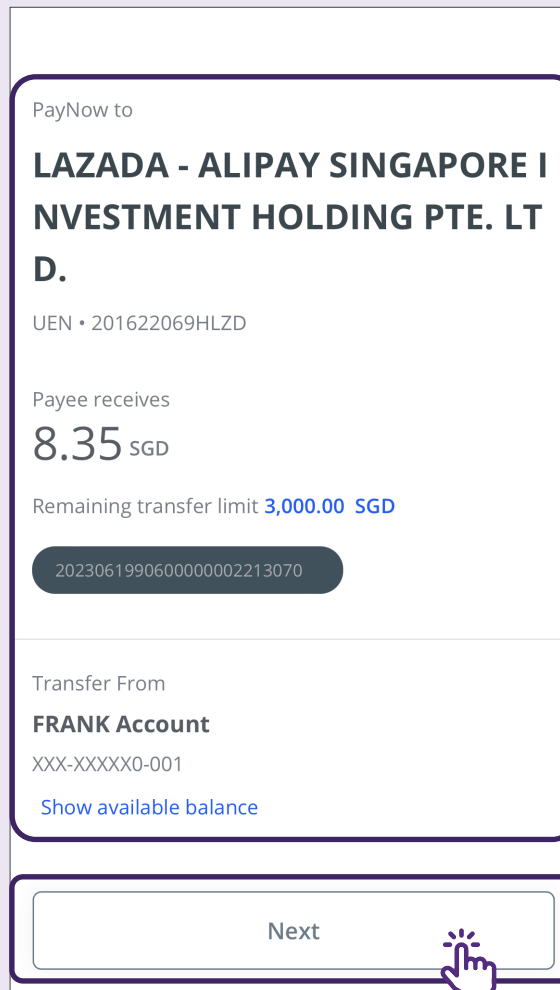 PayNow to
LAZADA - ALIPAY SINGAPORE I
NVESTMENT HOLDING PTE. LT
D.
UEN • 201622069HLZD
Payee receives
8.35 SGD
Remaining transfer limit 3,000.00 SGD
2023061990600000002213070
Transfer From
FRANK Account
XXX-XXXXX0-001
Show available balance
Next